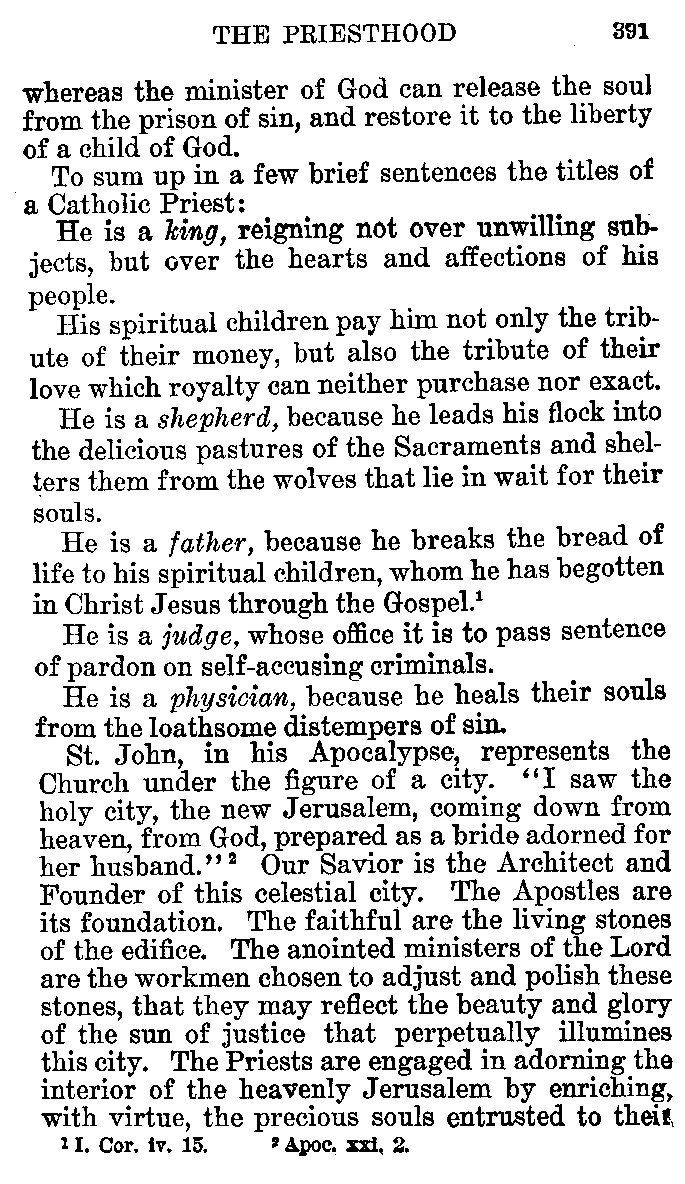 THE PRIESTHOOD 391
whereas the minister of God can release the soul
from the prison of sin, and restore it to the liberty
of a child of God.
To sum up in a few brief sentences the titles of
a Catholic Priest:
He is a king, reigning not over unwilling sub-
jects, but over the hearts and affections of his
people.
His spiritual children pay him not only the trib-
ute of their money, but also the tribute of their
love which royalty can neither purchase nor exact.
He is a shepherd, because he leads his flock into
the delicious pastures of the Sacraments and shel-
ters them from the wolves that lie in wait for their
souls.
He is a father, because he breaks the bread of
life to his spiritual children, whom he has begotten
in Christ Jesus through the Gospel.¹
He is a judge, whose office it is to pass sentence
of pardon on self-accusing criminals.
He is a physician, because he heals their souls
from the loathsome distempers of sin.
St. John, in his Apocalypse, represents the
Church under the figure of a city. "I saw the
holy city, the new Jerusalem, coming down from
heaven, from God, prepared as a bride adorned for
her husband."² Our Savior is the Architect and
Founder of this celestial city. The Apostles are
its foundation. The faithful are the living stones
of the edifice. The anointed ministers of the Lord
are the workmen chosen to adjust and polish these
stones, that they may reflect the beauty and glory
of the sun of justice that perpetually illumines
this city. The Priests are engaged in adorning the
interior of the heavenly Jerusalem by enriching,
with virtue, the precious souls entrusted to their
¹ I. Cor. iv. 15. ² Apoc. xxi, 2.